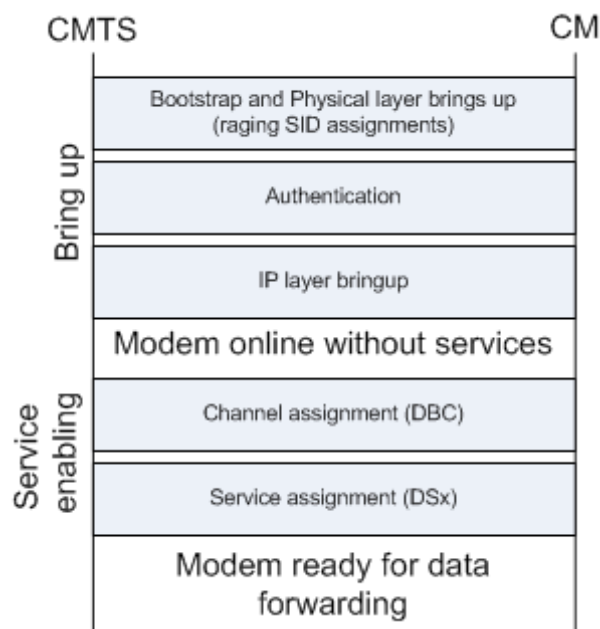 CMTS
CM
Bring up
Bootstrap and Physical layer brings up
(raging SID assignments)
Authentication
IP layer bringup
Modem online without services
Service
enabling
Channel assignment (DBC)
Service assignment (DSx)
Modem ready for data
forwarding